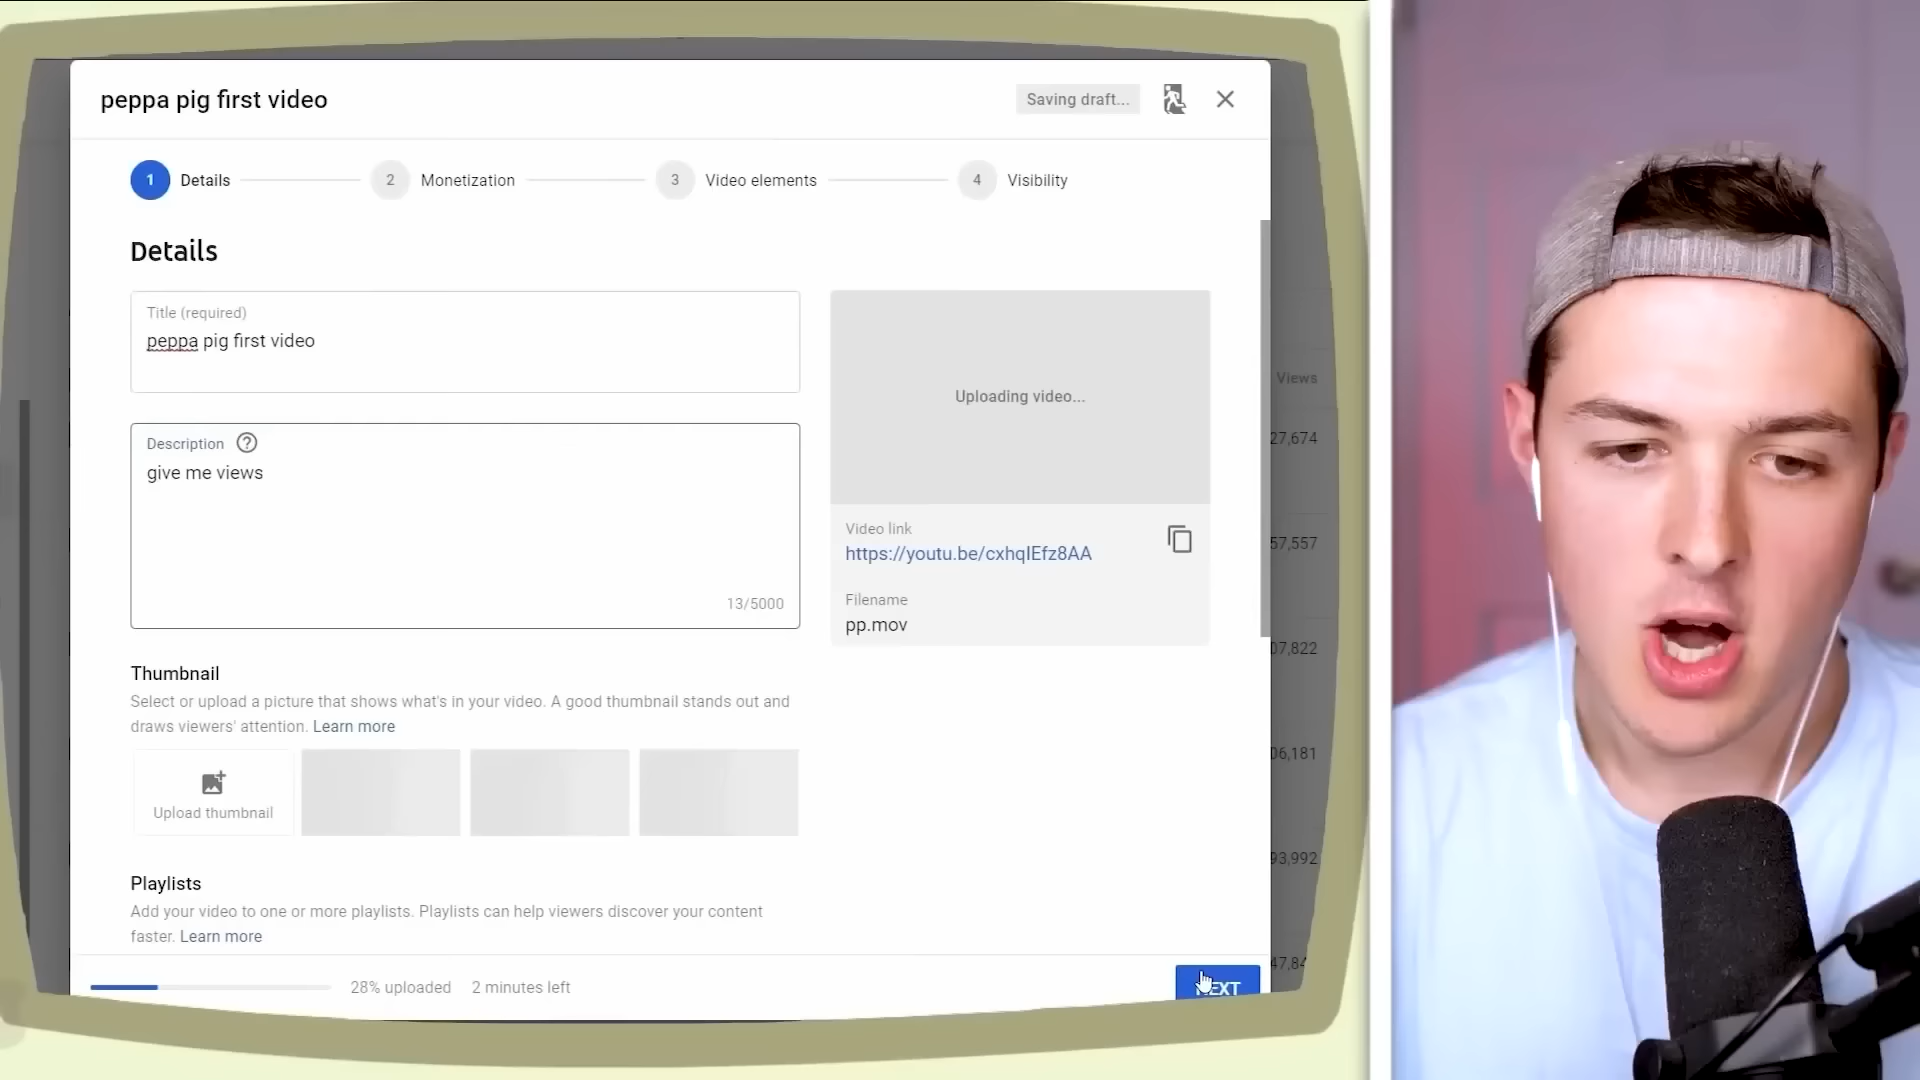 peppa pig first video
Saving draft...
1 Details
2 Monetization
3 Video elements
4 Visibility
Details
Title (required)
peppa pig first video
Description
give me views
13/5000
Uploading video...
Video link
https://youtu.be/cxhqIEfz8AA
Filename
pp.mov
Thumbnail
Select or upload a picture that shows what's in your video. A good thumbnail stands out and
draws viewers' attention. Learn more
Upload thumbnail
Playlists
Add your video to one or more playlists. Playlists can help viewers discover your content
faster. Learn more
28% uploaded 2 minutes left
NEXT
Views
27,674
57,557
07,822
06,181
93,992